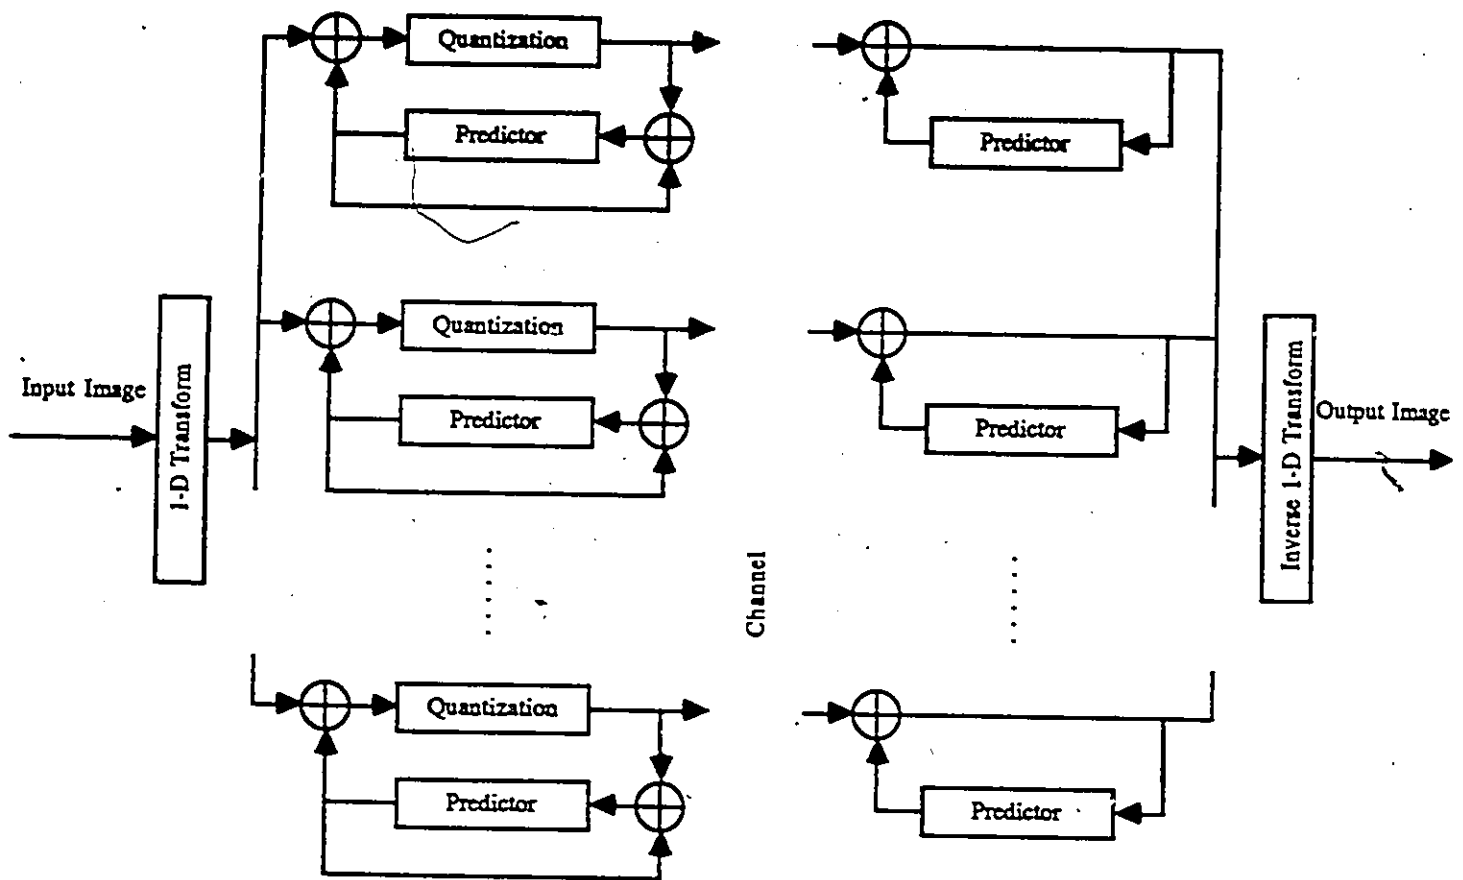 Quantization
Predictor
Predictor
Input Image
1-D Transform
Quantization
Predictor
Predictor
Inverse 1-D Transform
Output Image
Channel
Quantization
Predictor
Predictor